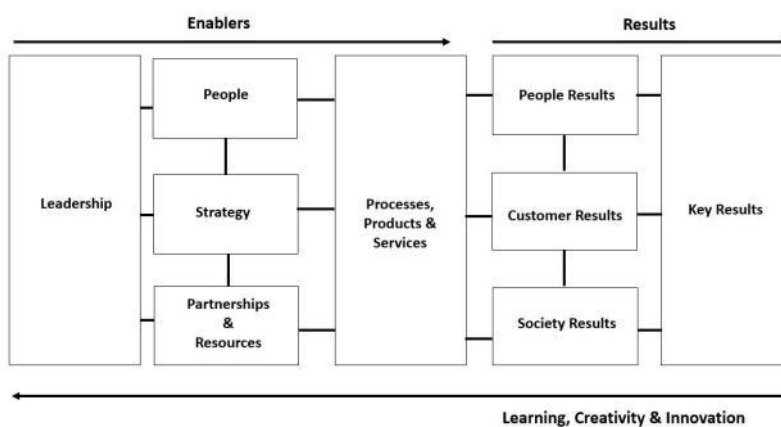 Enablers
Results
Leadership
People
Strategy
Partnerships
&
Resources
Processes,
Products &
Services
People Results
Customer Results
Society Results
Key Results
Learning, Creativity & Innovation